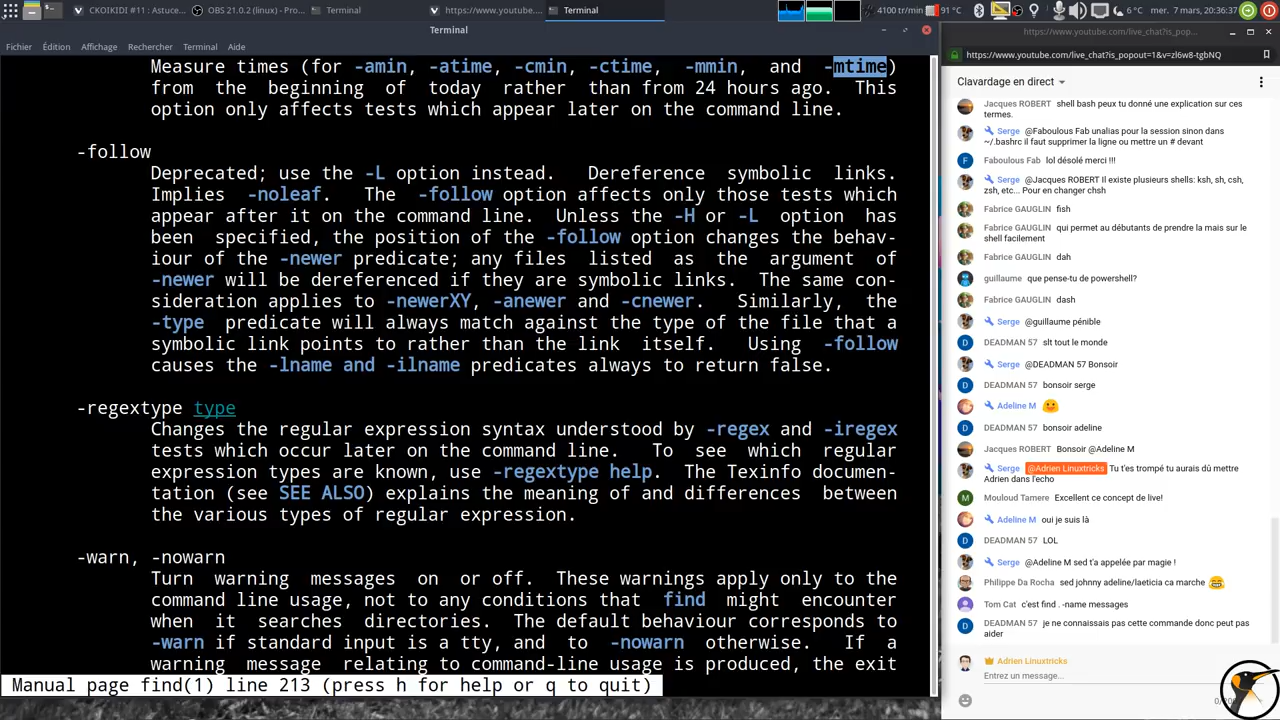 CKOIKIDI #11 : Astuce...
OBS 21.0.2 (linux) - Pro...
Terminal
https://www.youtube....
Terminal
4100 tr/min
91 °C
6 °C
mer. 7 mars, 20:36:37
Terminal
Fichier Édition Affichage Rechercher Terminal Aide
Measure times (for -amin, -atime, -cmin, -ctime, -mmin, and -mtime)
from the beginning of today rather than from 24 hours ago. This
option only affects tests which appear later on the command line.
-follow
Deprecated; use the -L option instead. Dereference symbolic links.
Implies -noleaf. The -follow option affects only those tests which
appear after it on the command line. Unless the -H or -L option has
been specified, the position of the -follow option changes the behav-
iour of the -newer predicate; any files listed as the argument of
-newer will be dereferenced if they are symbolic links. The same con-
sideration applies to -newerXY, -anewer and -cnewer. Similarly, the
-type predicate will always match against the type of the file that a
symbolic link points to rather than the link itself. Using -follow
causes the -lname and -ilname predicates always to return false.
-regextype type
Changes the regular expression syntax understood by -regex and -iregex
tests which occur later on the command line. To see which regular
expression types are known, use -regextype help. The Texinfo documen-
tation (see SEE ALSO) explains the meaning of and differences between
the various types of regular expression.
-warn, -nowarn
Turn warning messages on or off. These warnings apply only to the
command line usage, not to any conditions that find might encounter
when it searches directories. The default behaviour corresponds to
-warn if standard input is a tty, and to -nowarn otherwise. If a
warning message relating to command-line usage is produced, the exit
Manual page find(1) line 206 (press h for help or q to quit)
https://www.youtube.com/live_chat?is_pop...
https://www.youtube.com/live_chat?is_popout=1&v=zl6w8-tgbNQ
Clavardage en direct
Jacques ROBERT shell bash peux tu donné une explication sur ces
termes.
Serge @Faboulous Fab unalias pour la session sinon dans
~/.bashrc il faut supprimer la ligne ou mettre un # devant
F Faboulous Fab lol désolé merci !!!
Serge @Jacques ROBERT Il existe plusieurs shells: ksh, sh, csh,
zsh, etc... Pour en changer chsh
Fabrice GAUGLIN fish
Fabrice GAUGLIN qui permet au débutants de prendre la mais sur le
shell facilement
Fabrice GAUGLIN dah
guillaume que pense-tu de powershell?
Fabrice GAUGLIN dash
Serge @guillaume pénible
D DEADMAN 57 slt tout le monde
Serge @DEADMAN 57 Bonsoir
D DEADMAN 57 bonsoir serge
Adeline M
D DEADMAN 57 bonsoir adeline
Jacques ROBERT Bonsoir @Adeline M
Serge @Adrien Linuxtricks Tu t'es trompé tu aurais dû mettre
Adrien dans l'echo
M Mouloud Tamere Excellent ce concept de live!
Adeline M oui je suis là
D DEADMAN 57 LOL
Serge @Adeline M sed t'a appelée par magie !
Philippe Da Rocha sed johnny adeline/laeticia ca marche
Tom Cat c'est find . -name messages
D DEADMAN 57 je ne connaissais pas cette commande donc peut pas
aider
Adrien Linuxtricks
Entrez un message...